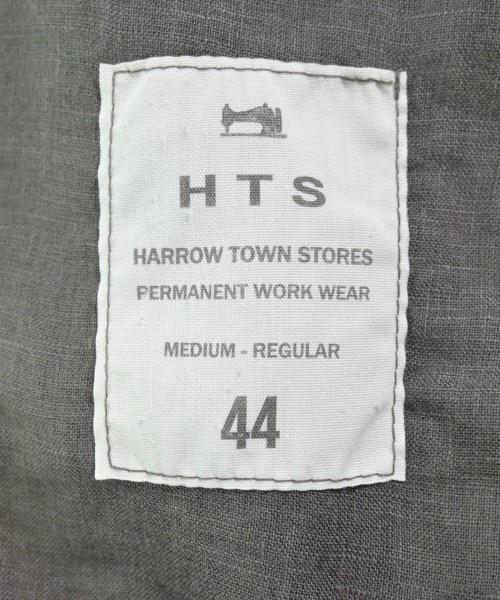 HTS
HARROW TOWN STORES
PERMANENT WORK WEAR
MEDIUM - REGULAR
44